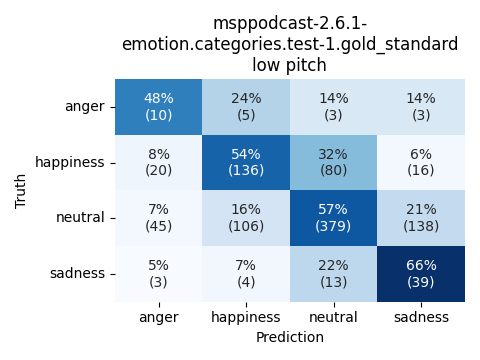 msppodcast-2.6.1-
emotion.categories.test-1.gold_standard
low pitch
Truth
anger
48% 24% 14% 14%
(10) (5) (3) (3)
happiness
8% 54% 32% 6%
(20) (136) (80) (16)
neutral
7% 16% 57% 21%
(45) (106) (379) (138)
sadness
5% 7% 22% 66%
(3) (4) (13) (39)
anger happiness neutral sadness
Prediction